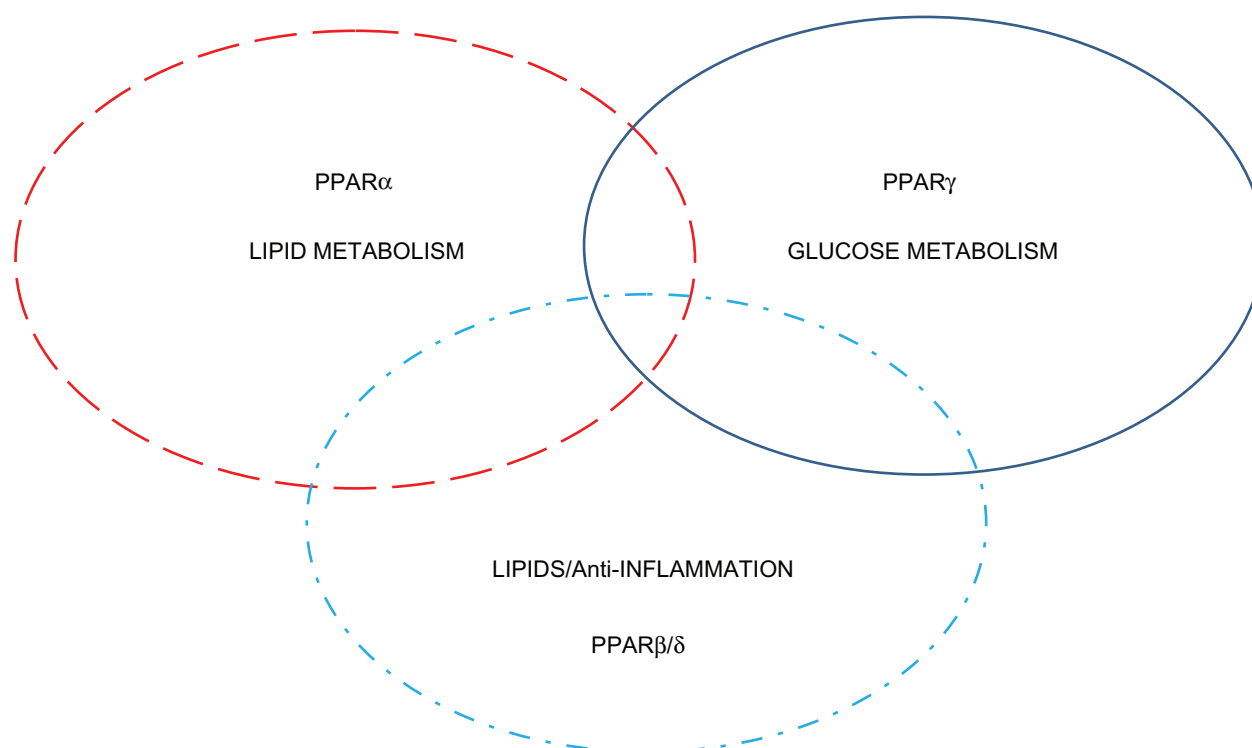 PPARα
LIPID METABOLISM
PPARγ
GLUCOSE METABOLISM
LIPIDS/Anti-INFLAMMATION
PPARβ/δ